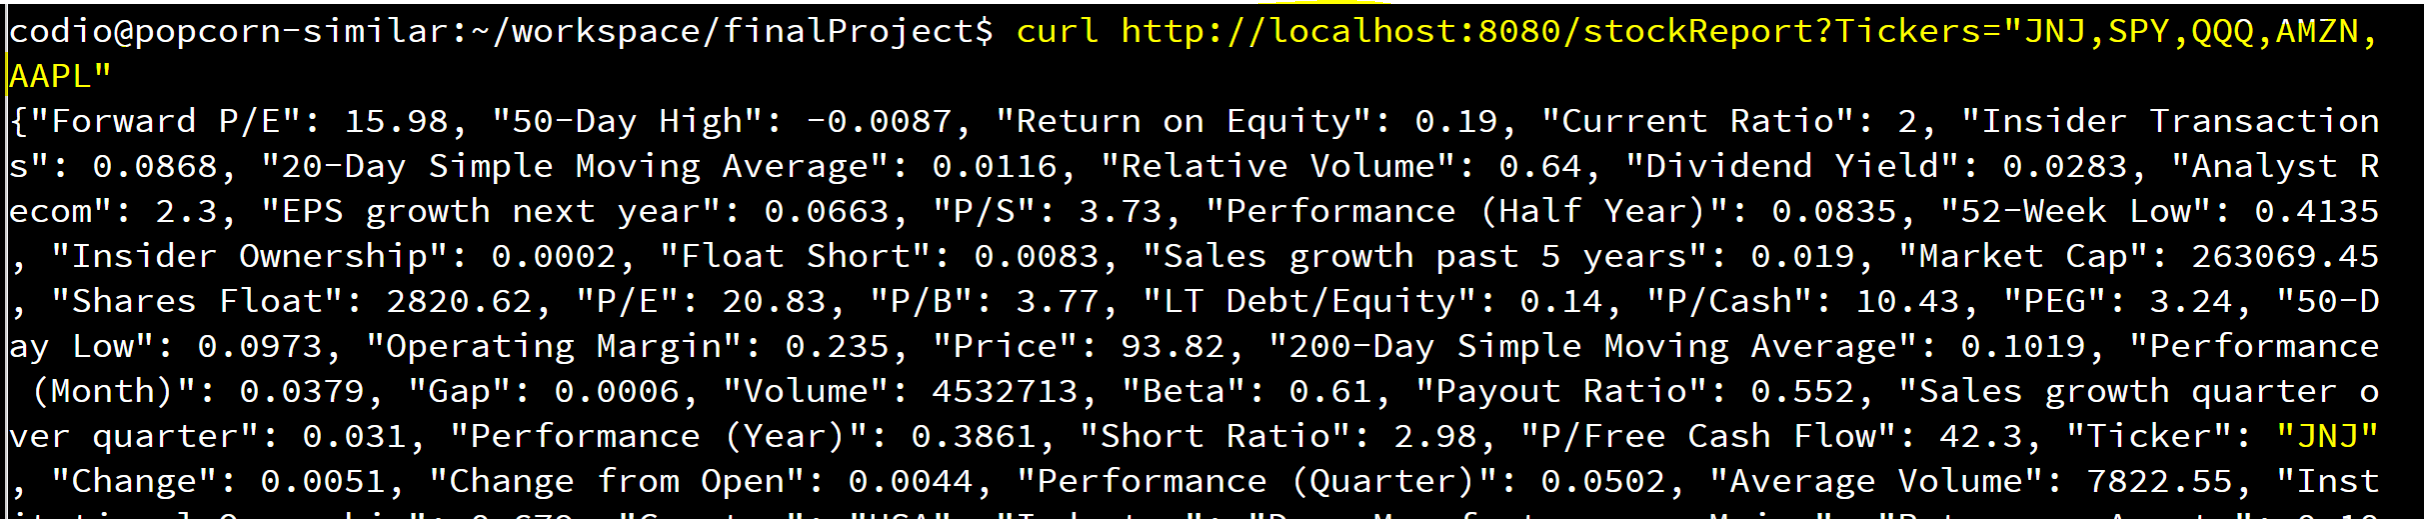 codio@popcorn-similar:~/workspace/finalProject$ curl http://localhost:8080/stockReport?Tickers="JNJ,SPY,QQQ,AMZN,
AAPL"
{"Forward P/E": 15.98, "50-Day High": -0.0087, "Return on Equity": 0.19, "Current Ratio": 2, "Insider Transaction
s": 0.0868, "20-Day Simple Moving Average": 0.0116, "Relative Volume": 0.64, "Dividend Yield": 0.0283, "Analyst R
ecom": 2.3, "EPS growth next year": 0.0663, "P/S": 3.73, "Performance (Half Year)": 0.0835, "52-Week Low": 0.4135
, "Insider Ownership": 0.0002, "Float Short": 0.0083, "Sales growth past 5 years": 0.019, "Market Cap": 263069.45
, "Shares Float": 2820.62, "P/E": 20.83, "P/B": 3.77, "LT Debt/Equity": 0.14, "P/Cash": 10.43, "PEG": 3.24, "50-D
ay Low": 0.0973, "Operating Margin": 0.235, "Price": 93.82, "200-Day Simple Moving Average": 0.1019, "Performance
 (Month)": 0.0379, "Gap": 0.0006, "Volume": 4532713, "Beta": 0.61, "Payout Ratio": 0.552, "Sales growth quarter o
ver quarter": 0.031, "Performance (Year)": 0.3861, "Short Ratio": 2.98, "P/Free Cash Flow": 42.3, "Ticker": "JNJ"
, "Change": 0.0051, "Change from Open": 0.0044, "Performance (Quarter)": 0.0502, "Average Volume": 7822.55, "Inst